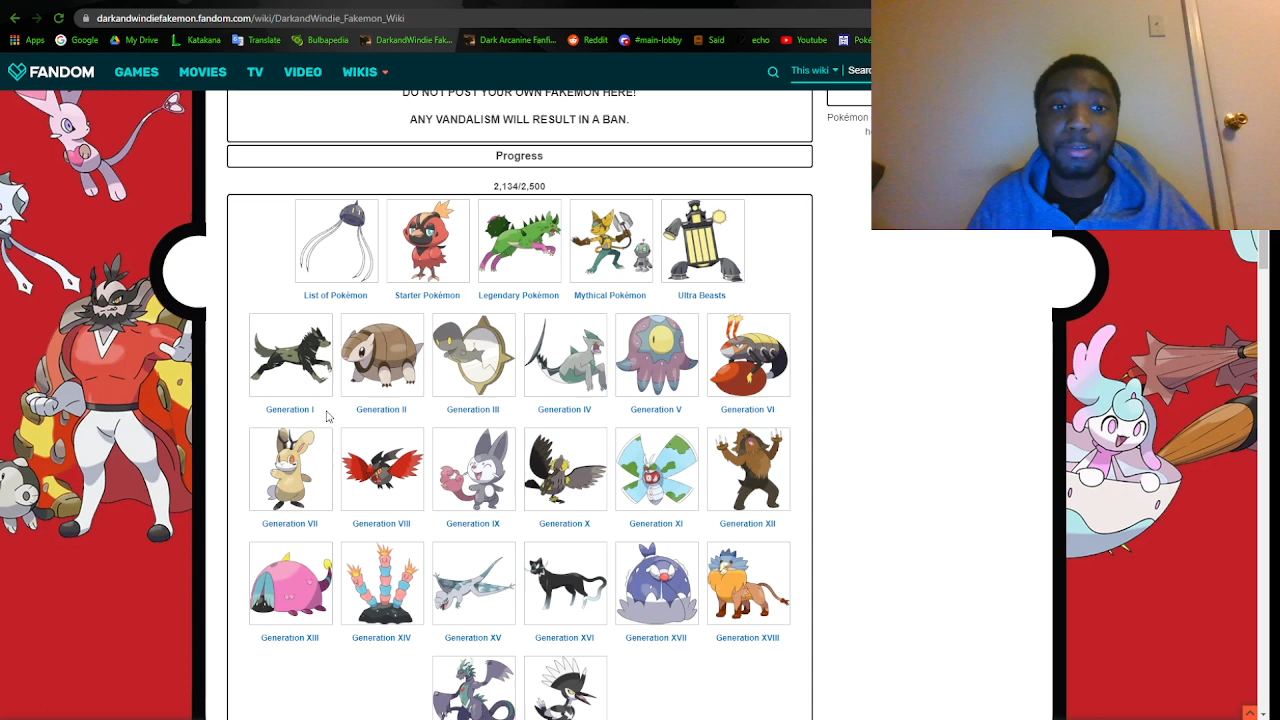 darkandwindiefakemon.fandom.com/wiki/DarkandWindie_Fakemon_Wiki
Apps Google My Drive Katakana Translate Bulbapedia DarkandWindie Fak... Dark Arcanine Fanfi... Reddit #main-lobby Said echo Youtube Poké
FANDOM GAMES MOVIES TV VIDEO WIKIS This wiki Searc
DO NOT POST YOUR OWN FAKEMON HERE!
ANY VANDALISM WILL RESULT IN A BAN.
Pokémon
Progress
2,134/2,500
List of Pokémon Starter Pokémon Legendary Pokémon Mythical Pokémon Ultra Beasts
Generation I Generation II Generation III Generation IV Generation V Generation VI
Generation VII Generation VIII Generation IX Generation X Generation XI Generation XII
Generation XIII Generation XIV Generation XV Generation XVI Generation XVII Generation XVIII